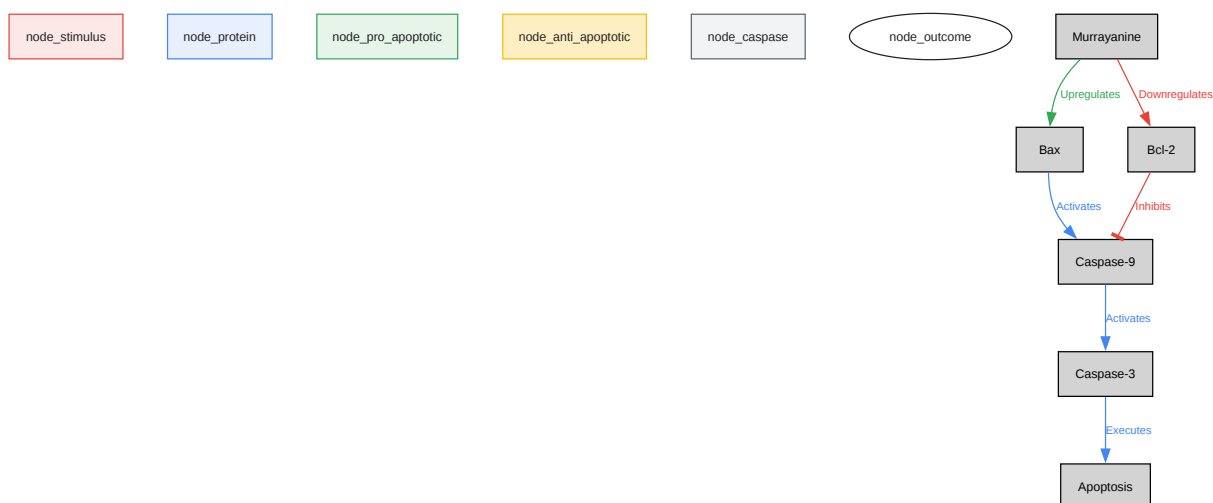 node_stimulus
node_protein
node_pro_apoptotic
node_anti_apoptotic
node_caspase
node_outcome
Murrayanine
Upregulates
Downregulates
Bax
Bcl-2
Activates
Inhibits
Caspase-9
Activates
Caspase-3
Executes
Apoptosis